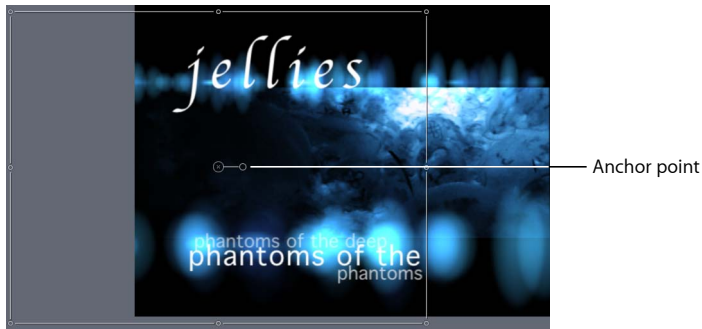 jellies
Anchor point
phantoms of the deep
phantoms of the
phantoms